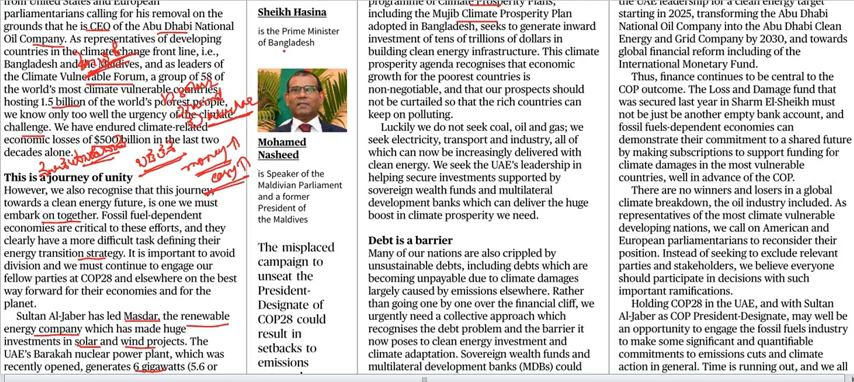 from United States and European
parliamentarians calling for his removal on the
grounds that he is CEO of the Abu Dhabi National
Oil Company. As representatives of developing
countries in the climate change front line, i.e.,
Bangladesh and the Maldives, and as leaders of
the Climate Vulnerable Forum, a group of 58 of
the world's most climate vulnerable countries,
hosting 1.5 billion of the world's poorest people,
we know only too well the urgency of the climate
challenge. We have endured climate-related
economic losses of $500 billion in the last two
decades alone.
money
This is a journey of unity
However, we also recognise that this journey
towards a clean energy future, is one we must
embark on together. Fossil fuel-dependent
economies are critical to these efforts, and they
clearly have a more difficult task defining their
energy transition strategy. It is important to avoid
division and we must continue to engage our
fellow parties at COP28 and elsewhere on the best
way forward for their economies and for the
planet.
Sultan Al-Jaber has led Masdar, the renewable
energy company which has made huge
investments in solar and wind projects. The
UAE's Barakah nuclear power plant, which was
recently opened, generates 6 gigawatts (5.6 or
Sheikh Hasina
is the Prime Minister
of Bangladesh
Mohamed
Nasheed
is Speaker of the
Maldivian Parliament
and a former
President of
the Maldives
The misplaced
campaign to
unseat the
President-
Designate of
COP28 could
result in
setbacks to
emissions
programme of Climate Prosperity Plans,
including the Mujib Climate Prosperity Plan
adopted in Bangladesh, seeks to generate inward
investment of tens of trillions of dollars in
building clean energy infrastructure. This climate
prosperity agenda recognises that economic
growth for the poorest countries is
non-negotiable, and that our prospects should
not be curtailed so that the rich countries can
keep on polluting.
Luckily we do not seek coal, oil and gas; we
seek electricity, transport and industry, all of
which can now be increasingly delivered with
clean energy. We seek the UAE's leadership in
helping secure investments supported by
sovereign wealth funds and multilateral
development banks which can deliver the huge
boost in climate prosperity we need.
Debt is a barrier
Many of our nations are also crippled by
unsustainable debts, including debts which are
becoming unpayable due to climate damages
largely caused by emissions elsewhere. Rather
than going one by one over the financial cliff, we
urgently need a collective approach which
recognises the debt problem and the barrier it
now poses to clean energy investment and
climate adaptation. Sovereign wealth funds and
multilateral development banks (MDBs) could
the UAE leadership for a clean energy target
starting in 2025, transforming the Abu Dhabi
National Oil Company into the Abu Dhabi Clean
Energy and Grid Company by 2030, and towards
global financial reform including of the
International Monetary Fund.
Thus, finance continues to be central to the
COP outcome. The Loss and Damage fund that
was secured last year in Sharm El-Sheikh must
not be just be another empty bank account, and
fossil fuels-dependent economies can
demonstrate their commitment to a shared future
by making subscriptions to support funding for
climate damages in the most vulnerable
countries, well in advance of the COP.
There are no winners and losers in a global
climate breakdown, the oil industry included. As
representatives of the most climate vulnerable
developing nations, we call on American and
European parliamentarians to reconsider their
position. Instead of seeking to exclude relevant
parties and stakeholders, we believe everyone
should participate in decisions with such
important ramifications.
Holding COP28 in the UAE, and with Sultan
Al-Jaber as COP President-Designate, may well be
an opportunity to engage the fossil fuels industry
to make some significant and quantifiable
commitments to emissions cuts and climate
action in general. Time is running out, and we all